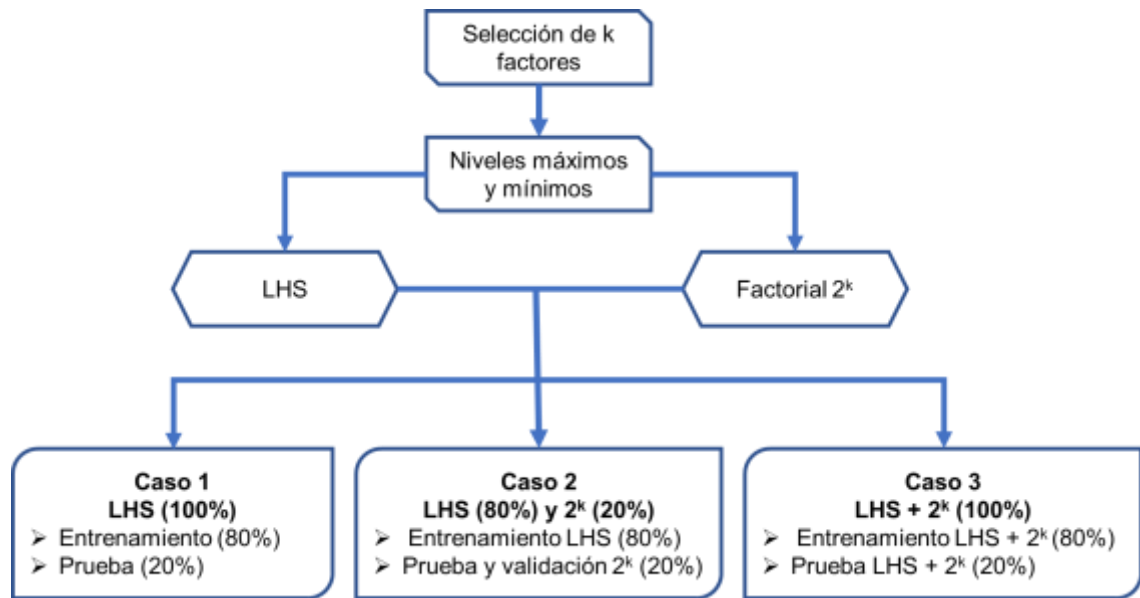 Selección de k
factores
Niveles máximos
y mínimos
LHS
Factorial 2ᵏ
Caso 1
LHS (100%)
➢ Entrenamiento (80%)
➢ Prueba (20%)
Caso 2
LHS (80%) y 2ᵏ (20%)
➢ Entrenamiento LHS (80%)
➢ Prueba y validación 2ᵏ (20%)
Caso 3
LHS + 2ᵏ (100%)
➢ Entrenamiento LHS + 2ᵏ (80%)
➢ Prueba LHS + 2ᵏ (20%)